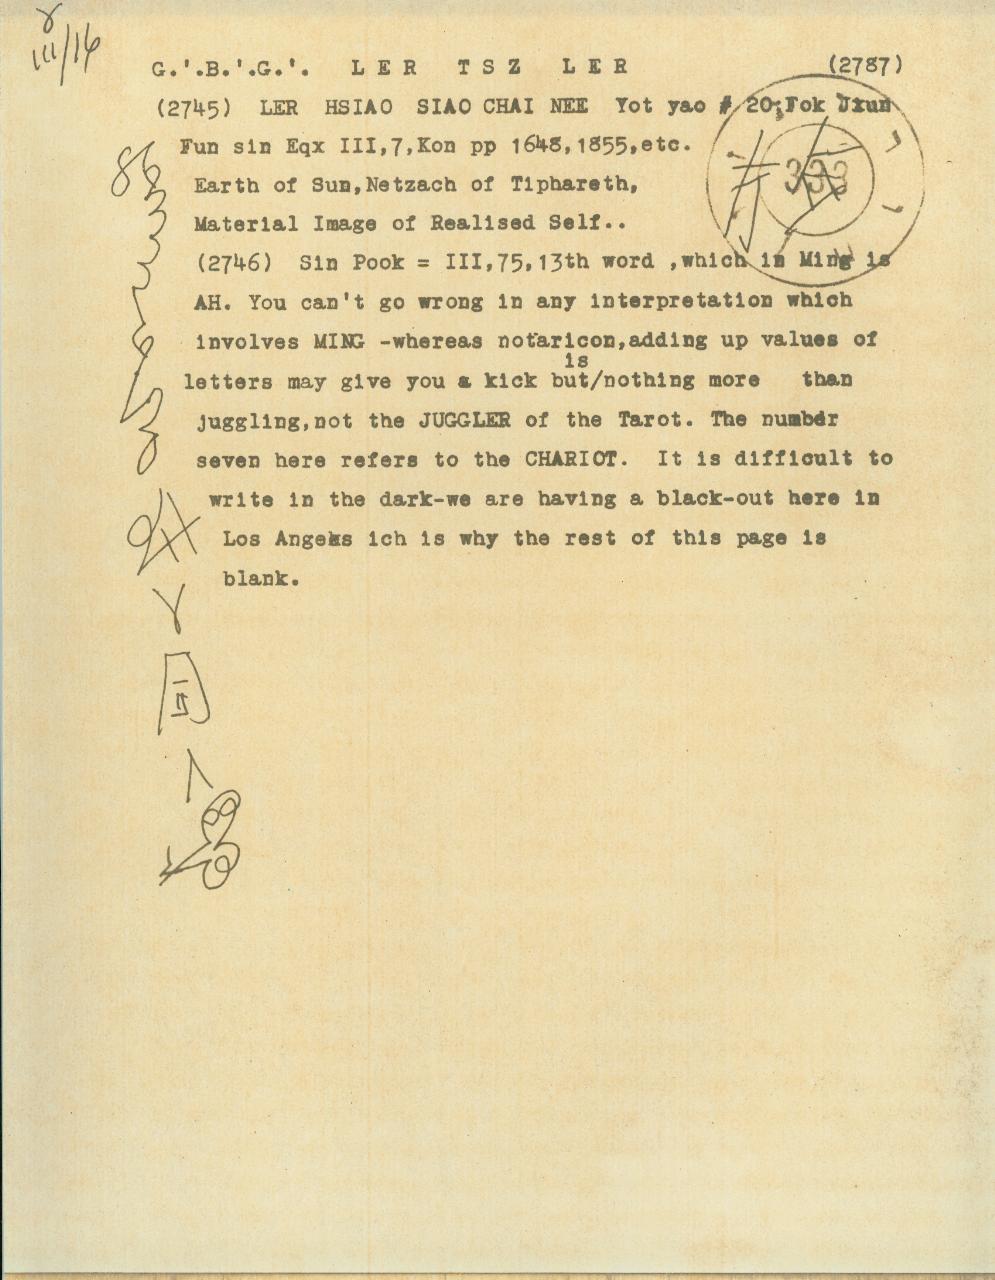 III/14
G.'.B.'.G.'. LER TSZ LER (2787)
(2745) LER HSIAO SIAO CHAI NEE Yot yao # 20;Fok
Fun sin Eqx III,7,Kon pp 1648,1855,etc.
333
Earth of Sun,Netzach of Tiphareth,
Material Image of Realised Self..
(2746) Sin Pook = III,75,13th word ,which in Ming is
AH. You can't go wrong in any interpretation which
involves MING -whereas notaricon,adding up values of
is
letters may give you a kick but/nothing more than
juggling,not the JUGGLER of the Tarot. The number
seven here refers to the CHARIOT. It is difficult to
write in the dark-we are having a black-out here in
Los Angeles ich is why the rest of this page is
blank.